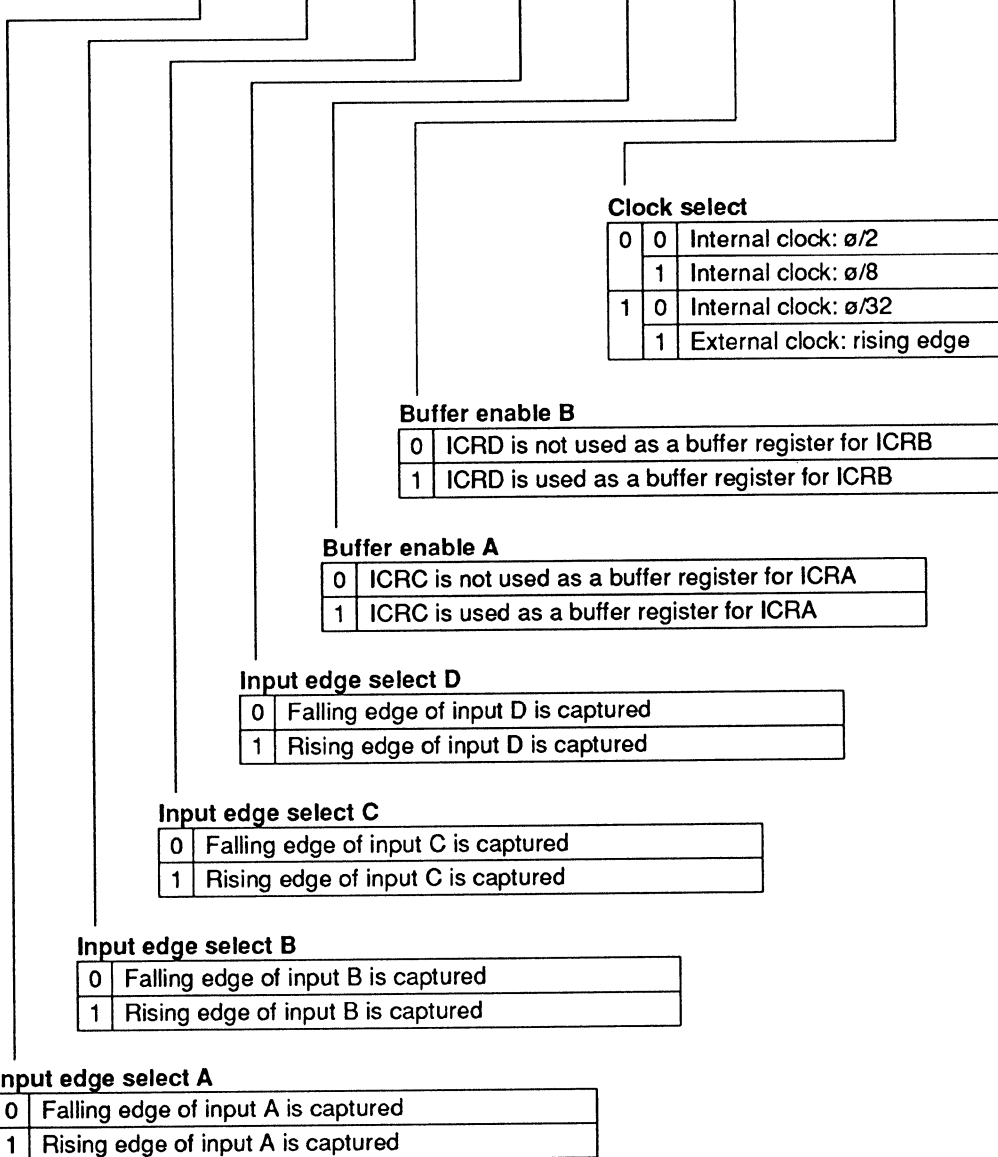 Clock select
0 0 Internal clock: ø/2
1 Internal clock: ø/8
1 0 Internal clock: ø/32
1 External clock: rising edge
Buffer enable B
0 ICRD is not used as a buffer register for ICRB
1 ICRD is used as a buffer register for ICRB
Buffer enable A
0 ICRC is not used as a buffer register for ICRA
1 ICRC is used as a buffer register for ICRA
Input edge select D
0 Falling edge of input D is captured
1 Rising edge of input D is captured
Input edge select C
0 Falling edge of input C is captured
1 Rising edge of input C is captured
Input edge select B
0 Falling edge of input B is captured
1 Rising edge of input B is captured
nput edge select A
0 Falling edge of input A is captured
1 Rising edge of input A is captured